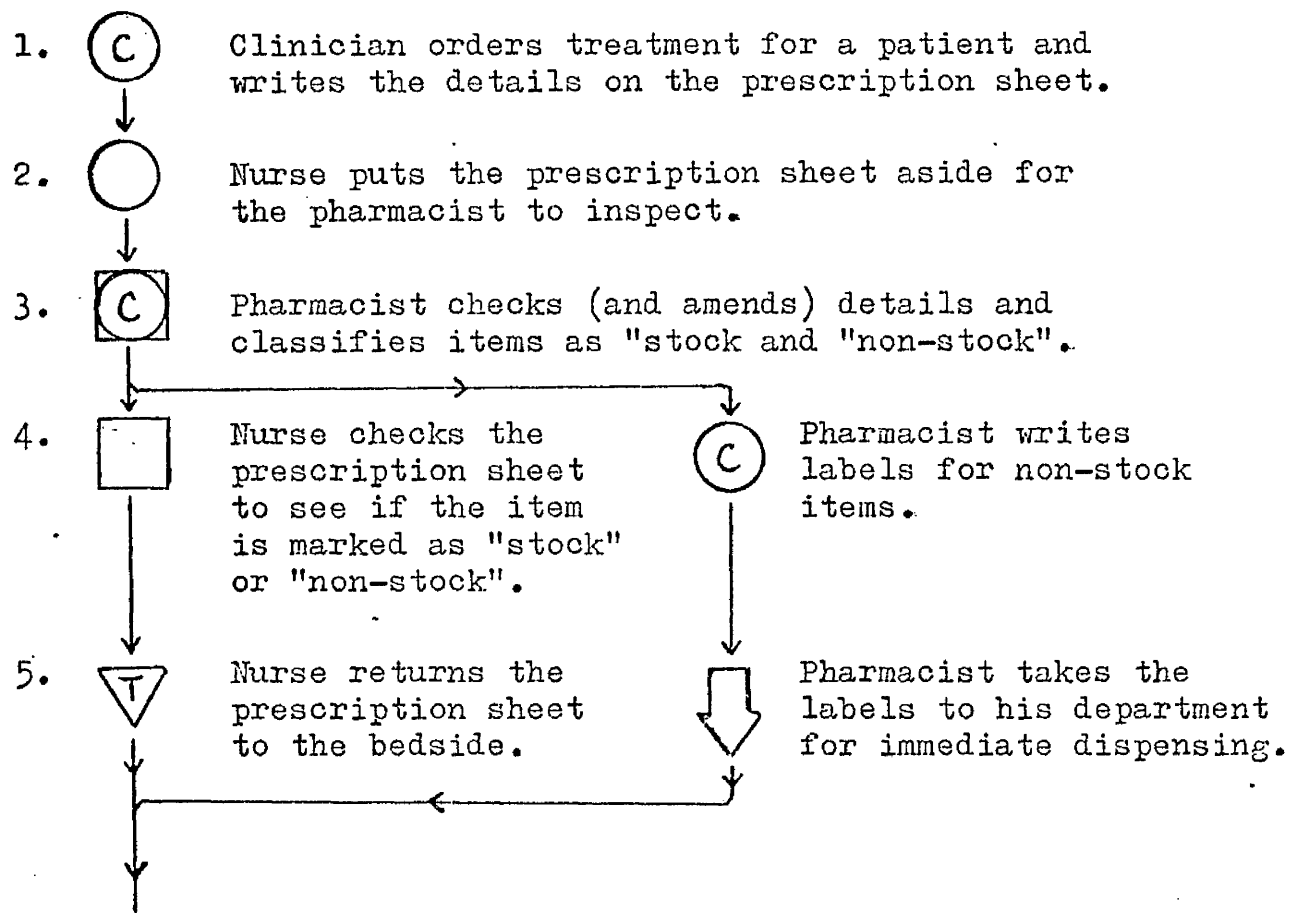 1. C Clinician orders treatment for a patient and
writes the details on the prescription sheet.
2. Nurse puts the prescription sheet aside for
the pharmacist to inspect.
3. C Pharmacist checks (and amends) details and
classifies items as "stock and "non-stock".
4. Nurse checks the
prescription sheet
to see if the item
is marked as "stock"
or "non-stock".
C Pharmacist writes
labels for non-stock
items.
5. T Nurse returns the
prescription sheet
to the bedside.
Pharmacist takes the
labels to his department
for immediate dispensing.